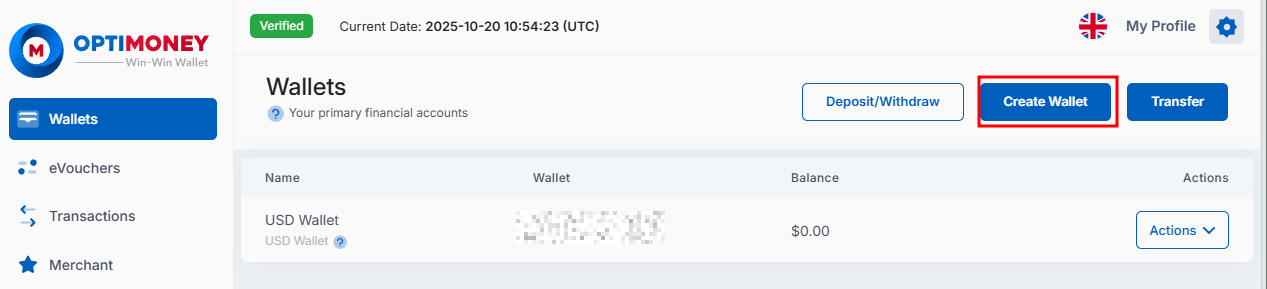 Verified
Current Date: 2025-10-20 10:54:23 (UTC)
My Profile
M
OPTIMONEY
Win-Win Wallet
Wallets
Your primary financial accounts
Deposit/Withdraw
Create Wallet
Transfer
Wallets
eVouchers
Transactions
Merchant
Name Wallet Balance Actions
USD Wallet
USD Wallet ?
$0.00
Actions